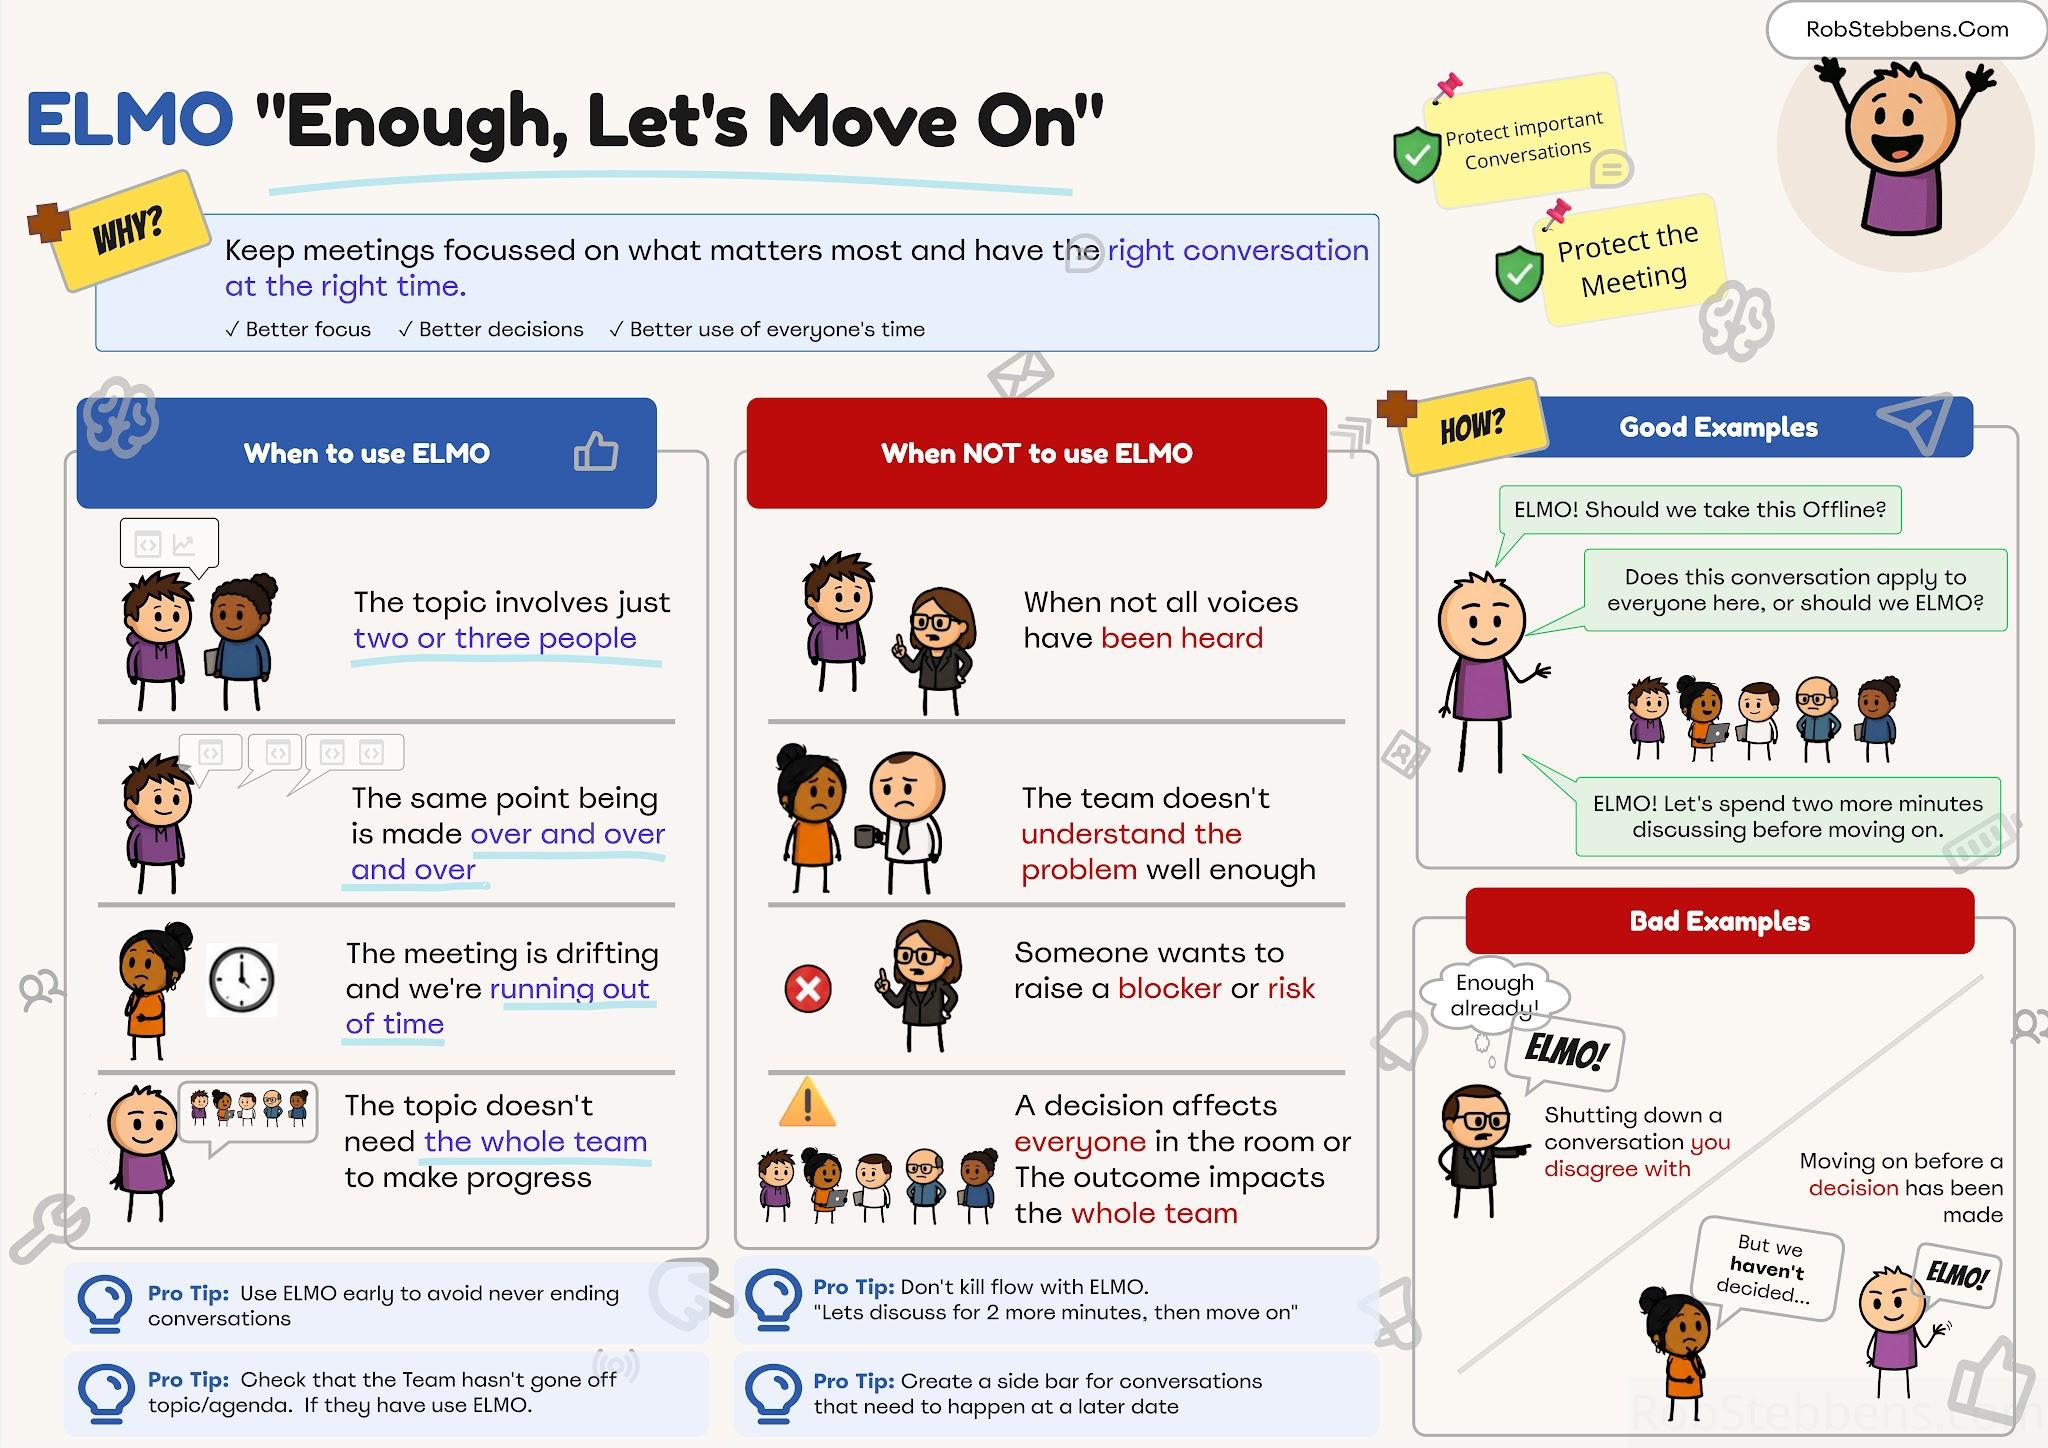 RobStebbens.Com
ELMO "Enough, Let's Move On"
Protect important
Conversations
Protect the
Meeting
WHY?
Keep meetings focussed on what matters most and have the right conversation
at the right time.
✓ Better focus ✓ Better decisions ✓ Better use of everyone's time
When to use ELMO
The topic involves just
two or three people
The same point being
is made over and over
and over
The meeting is drifting
and we're running out
of time
The topic doesn't
need the whole team
to make progress
Pro Tip: Use ELMO early to avoid never ending
conversations
Pro Tip: Check that the Team hasn't gone off
topic/agenda. If they have use ELMO.
When NOT to use ELMO
When not all voices
have been heard
The team doesn't
understand the
problem well enough
Someone wants to
raise a blocker or risk
A decision affects
everyone in the room or
The outcome impacts
the whole team
Pro Tip: Don't kill flow with ELMO.
"Lets discuss for 2 more minutes, then move on"
Pro Tip: Create a side bar for conversations
that need to happen at a later date
HOW?
Good Examples
ELMO! Should we take this Offline?
Does this conversation apply to
everyone here, or should we ELMO?
ELMO! Let's spend two more minutes
discussing before moving on.
Bad Examples
Enough
already!
ELMO!
Shutting down a
conversation you
disagree with
Moving on before a
decision has been
made
But we
haven't
decided...
ELMO!
RobStebbens.com